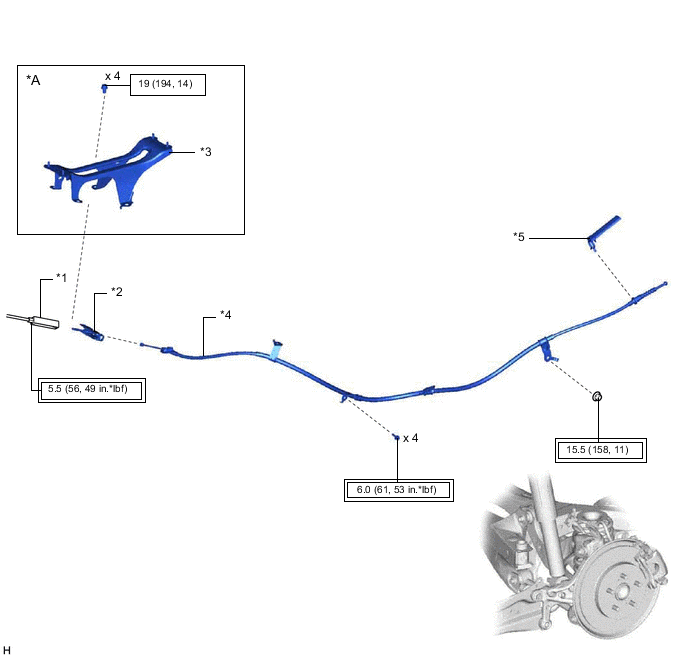 *A
x 4
19 (194, 14)
*3
*5
*1
*2
*4
5.5 (56, 49 in.*lbf)
x 4
15.5 (158, 11)
6.0 (61, 53 in.*lbf)
H